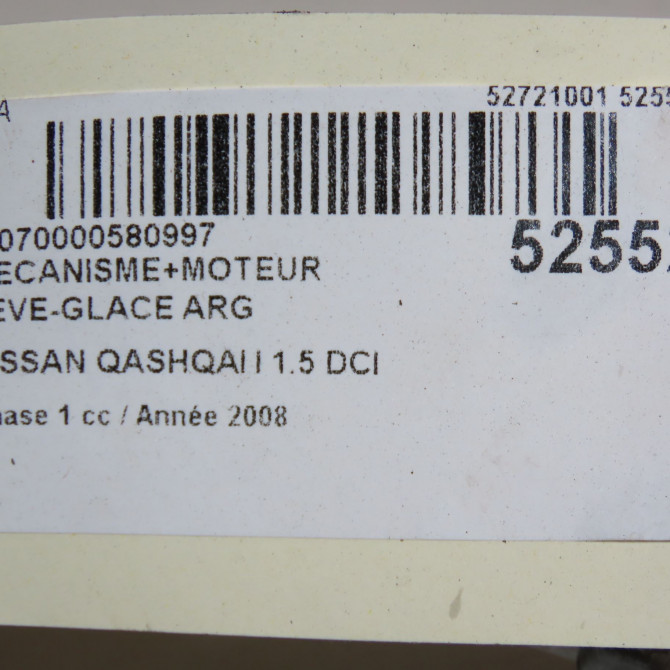 A 52721001 5255
070000580997 5255
ECANISME+MOTEUR
EVE-GLACE ARG
SSAN QASHQAI I 1.5 DCI
hase 1 cc / Année 2008